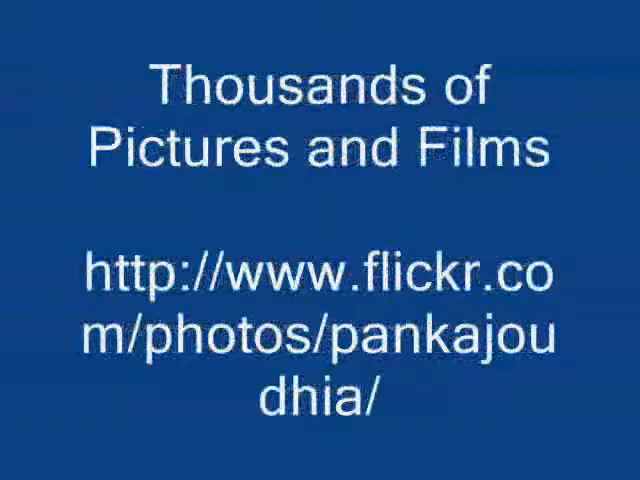 Thousands of
Pictures and Films
http://www.flickr.co
m/photos/pankajou
dhia/